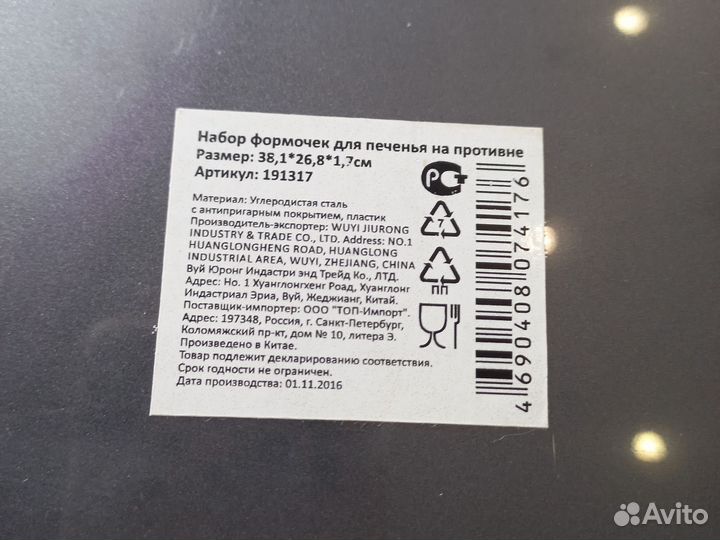 Набор формочек для печенья на противне
Размер: 38,1*26,8*1,7см
Артикул: 191317
Материал: Углеродистая сталь
с антипригарным покрытием, пластик
Производитель-экспортер: WUYI JIURONG
INDUSTRY & TRADE CO., LTD. Address: NO.1
HUANGLONGHENG ROAD, HUANGLONG
INDUSTRIAL AREA, WUYI, ZHEJIANG, CHINA
Вуй Юронг Индастри энд Трейд Ко., ЛТД.
Адрес: Но. 1 Хуанглонгхенг Роад, Хуанглонг
Индастриал Эриа, Вуй, Жеджианг, Китай.
Поставщик-импортер: ООО "ТОП-Импорт".
Адрес: 197348, Россия, г. Санкт-Петербург,
Коломяжский пр-кт, дом № 10, литера Э.
Произведено в Китае.
Товар подлежит декларированию соответствия.
Срок годности не ограничен.
Дата производства: 01.11.2016
РСТ
7
ПП
4690408074176
Avito